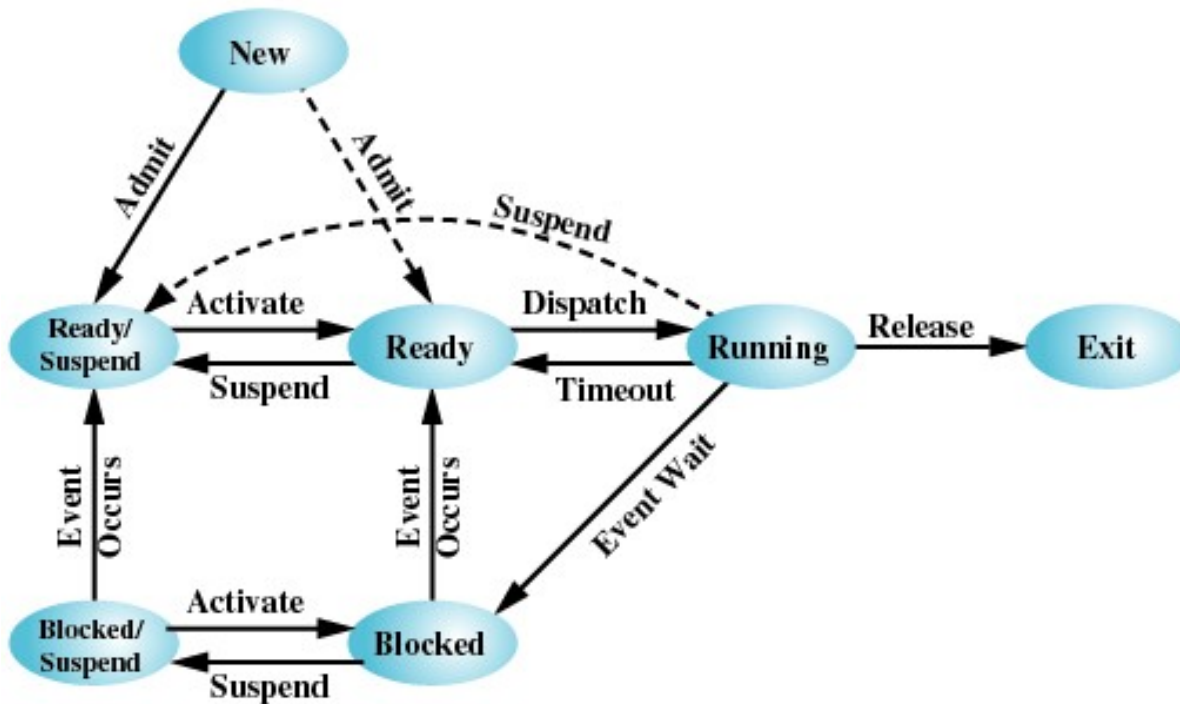 New
Admit
Admit
Suspend
Ready/
Suspend
Activate
Suspend
Ready
Dispatch
Timeout
Running
Release
Exit
Event
Occurs
Event
Occurs
Event Wait
Blocked/
Suspend
Activate
Suspend
Blocked